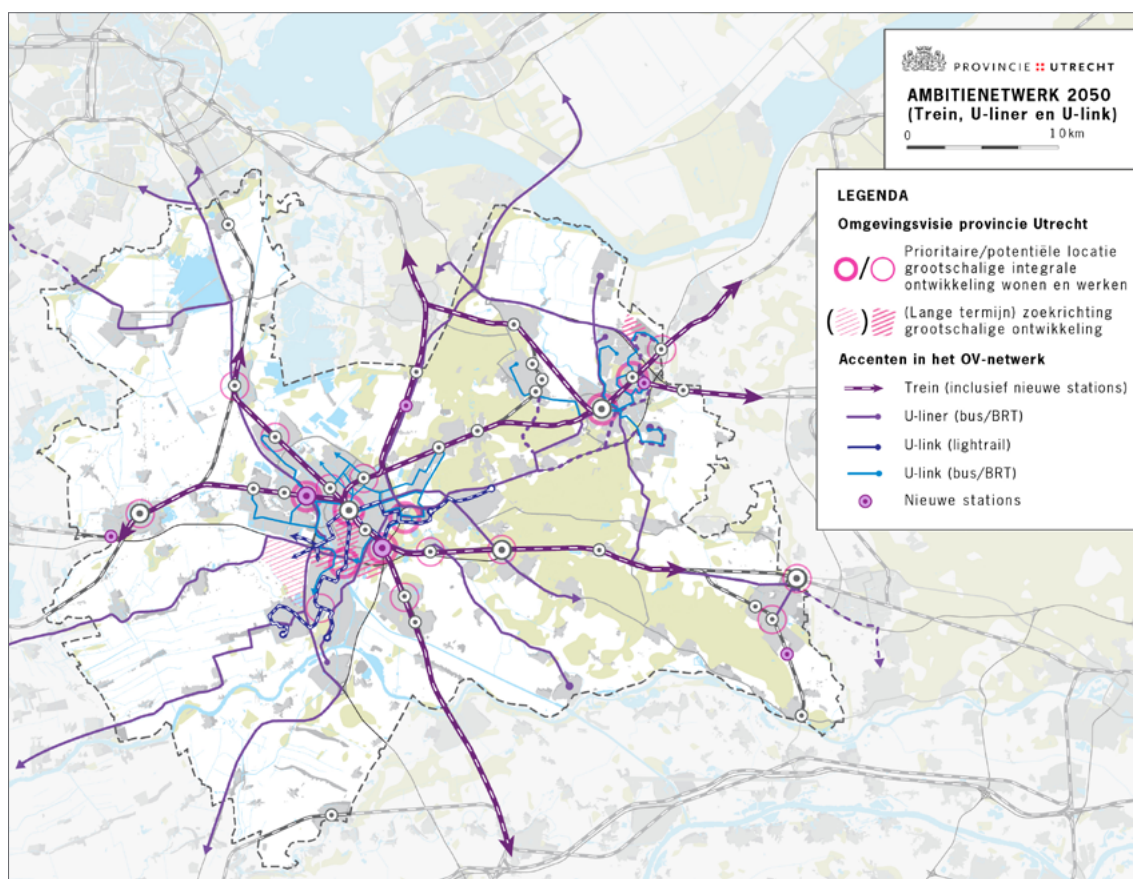 PROVINCIE UTRECHT
AMBITIENETWERK 2050
(Trein, U-liner en U-link)
0 10km
LEGENDA
Omgevingsvisie provincie Utrecht
Prioritaire/potentiële locatie
grootschalige integrale
ontwikkeling wonen en werken
(Lange termijn) zoekrichting
grootschalige ontwikkeling
Accenten in het OV-netwerk
Trein (inclusief nieuwe stations)
U-liner (bus/BRT)
U-link (lightrail)
U-link (bus/BRT)
Nieuwe stations